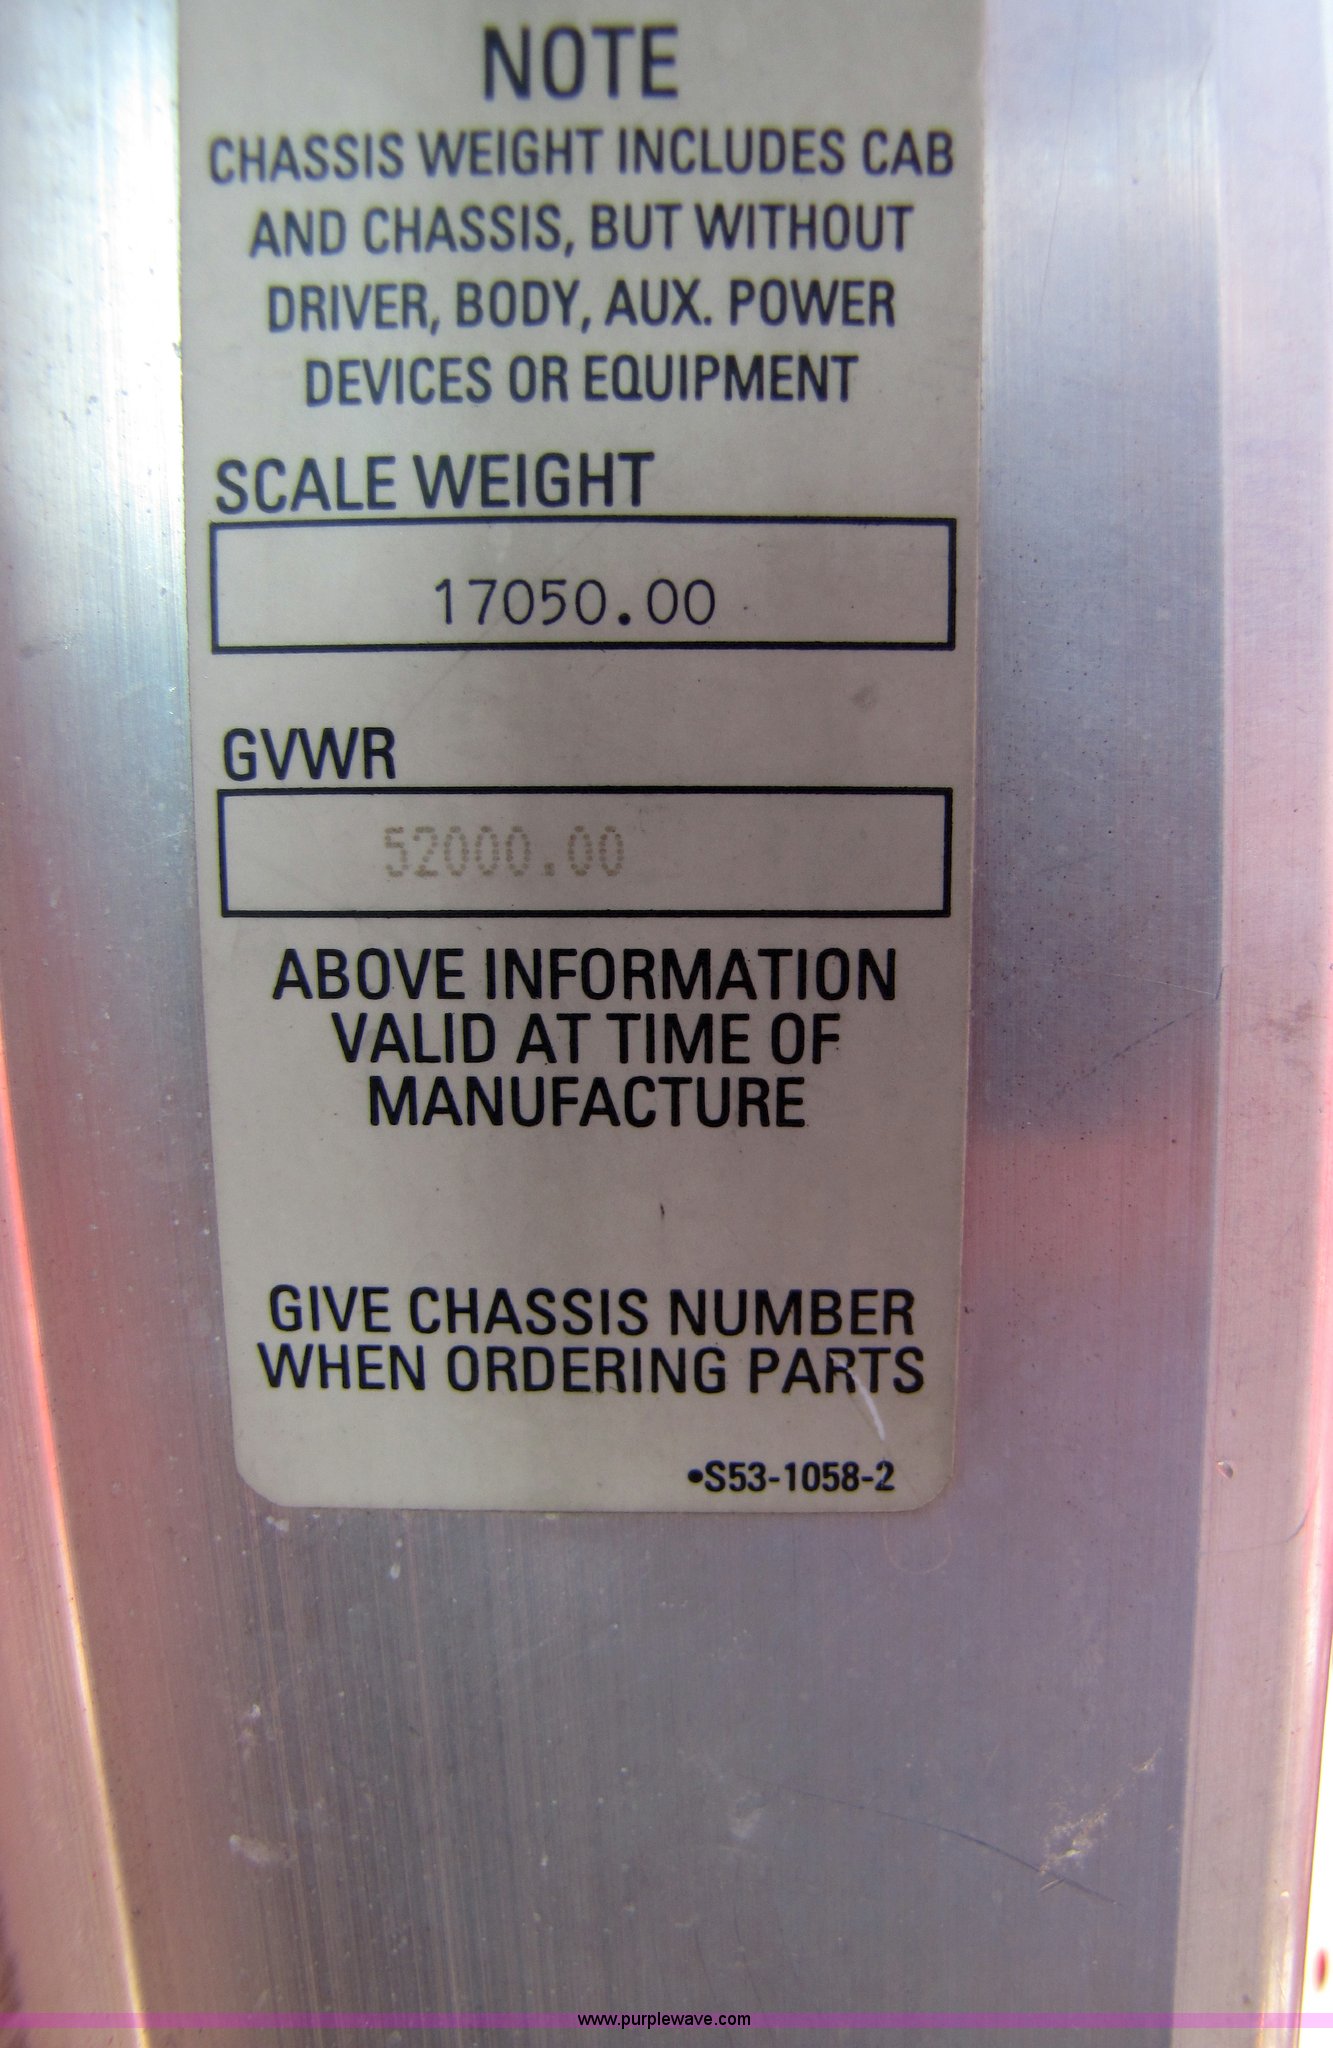 NOTE
CHASSIS WEIGHT INCLUDES CAB
AND CHASSIS, BUT WITHOUT
DRIVER, BODY, AUX. POWER
DEVICES OR EQUIPMENT
SCALE WEIGHT
17050.00
GVWR
52000.00
ABOVE INFORMATION
VALID AT TIME OF
MANUFACTURE
GIVE CHASSIS NUMBER
WHEN ORDERING PARTS
•S53-1058-2
www.purplewave.com